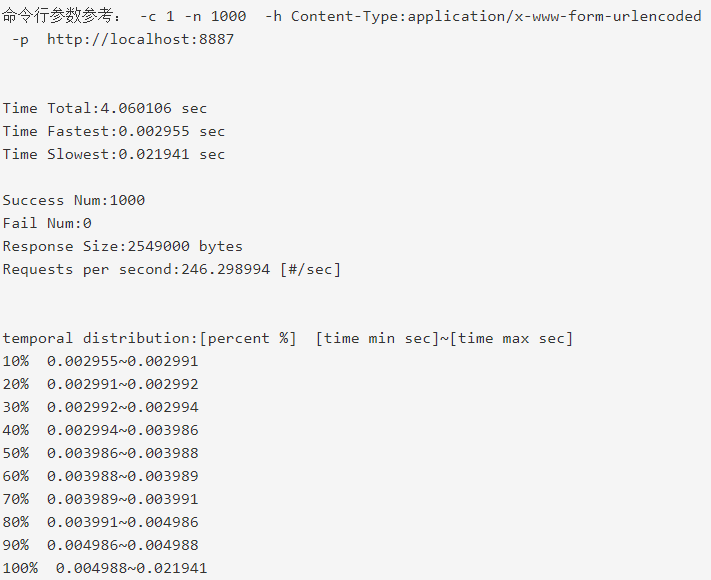 命令行参数参考： -c 1 -n 1000  -h Content-Type:application/x-www-form-urlencoded
-p  http://localhost:8887
Time Total:4.060106 sec
Time Fastest:0.002955 sec
Time Slowest:0.021941 sec
Success Num:1000
Fail Num:0
Response Size:2549000 bytes
Requests per second:246.298994 [#/sec]
temporal distribution:[percent %]  [time min sec]~[time max sec]
10%  0.002955~0.002991
20%  0.002991~0.002992
30%  0.002992~0.002994
40%  0.002994~0.003986
50%  0.003986~0.003988
60%  0.003988~0.003989
70%  0.003989~0.003991
80%  0.003991~0.004986
90%  0.004986~0.004988
100%  0.004988~0.021941